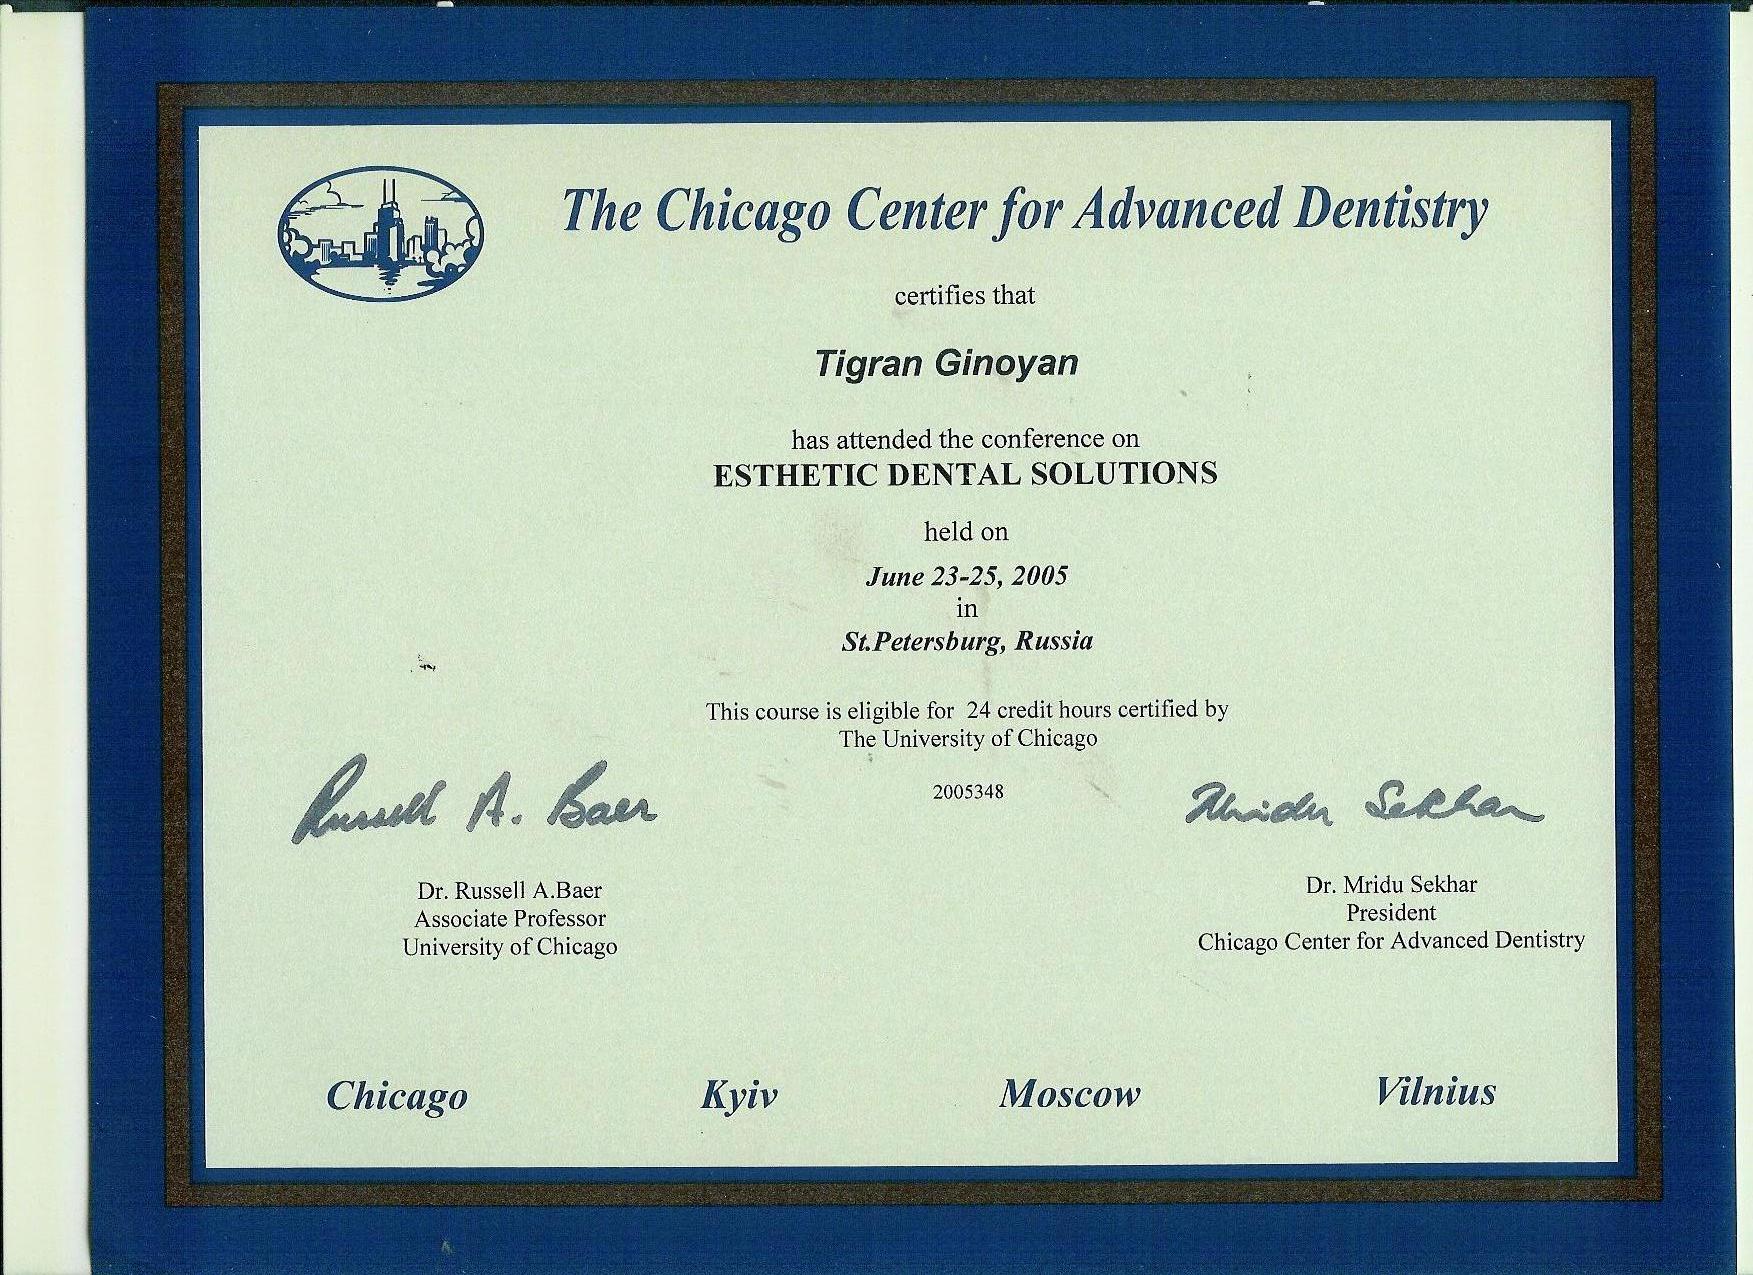 The Chicago Center for Advanced Dentistry
certifies that
Tigran Ginoyan
has attended the conference on
ESTHETIC DENTAL SOLUTIONS
held on
June 23-25, 2005
in
St.Petersburg, Russia
This course is eligible for 24 credit hours certified by
The University of Chicago
2005348
Russell A. Baer
Mridu Sekhar
Dr. Russell A.Baer
Associate Professor
University of Chicago
Dr. Mridu Sekhar
President
Chicago Center for Advanced Dentistry
Chicago Kyiv Moscow Vilnius